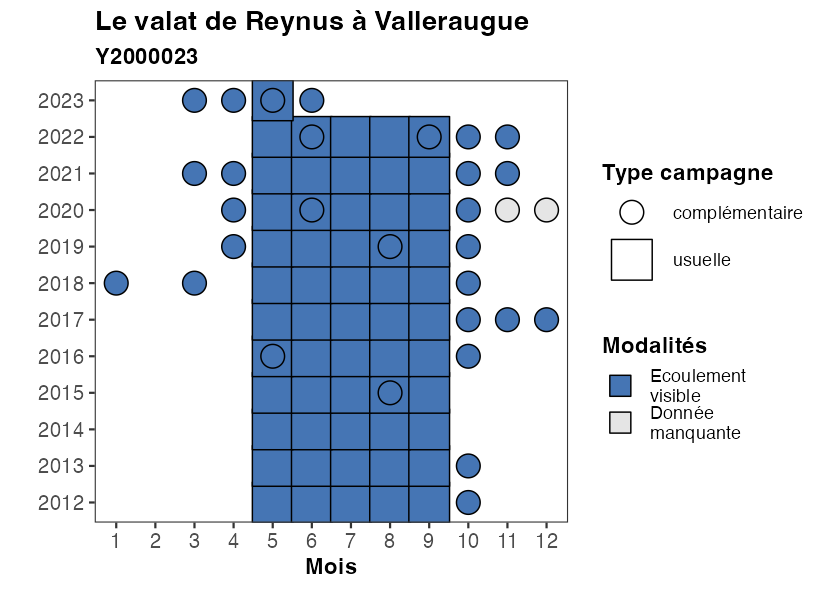 Le valat de Reynus à Valleraugue
Y2000023
2023
2022
2021
2020
2019
2018
2017
2016
2015
2014
2013
2012
1 2 3 4 5 6 7 8 9 10 11 12
Mois
Type campagne
complémentaire
usuelle
Modalités
Ecoulement
visible
Donnée
manquante